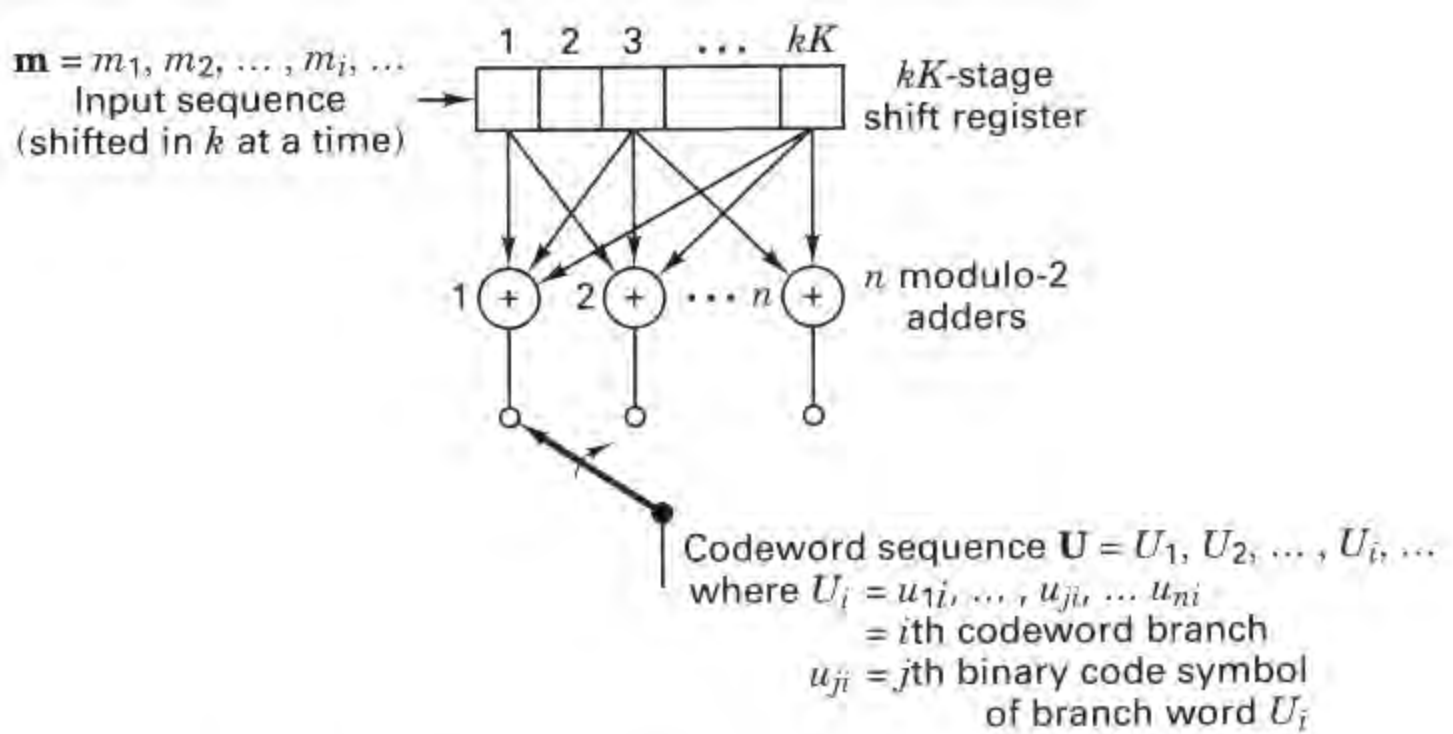 1 2 3 ... kK
m = m1, m2, ... , mi, ...
Input sequence
(shifted in k at a time)
kK-stage
shift register
1 + 2 + ... n +
n modulo-2
adders
Codeword sequence U = U1, U2, ... , Ui, ...
where Ui = u1i, ... , uji, ... uni
= ith codeword branch
uji = jth binary code symbol
of branch word Ui